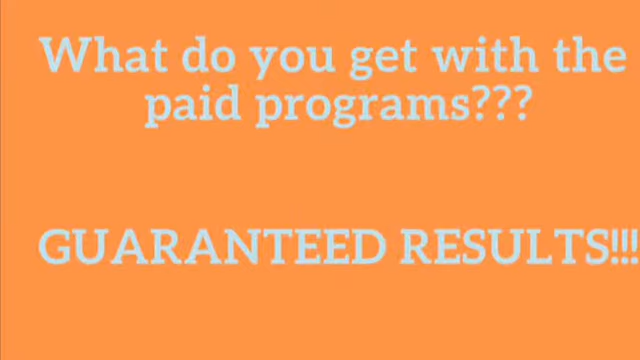 What do you get with the
paid programs???
GUARANTEED RESULTS!!!